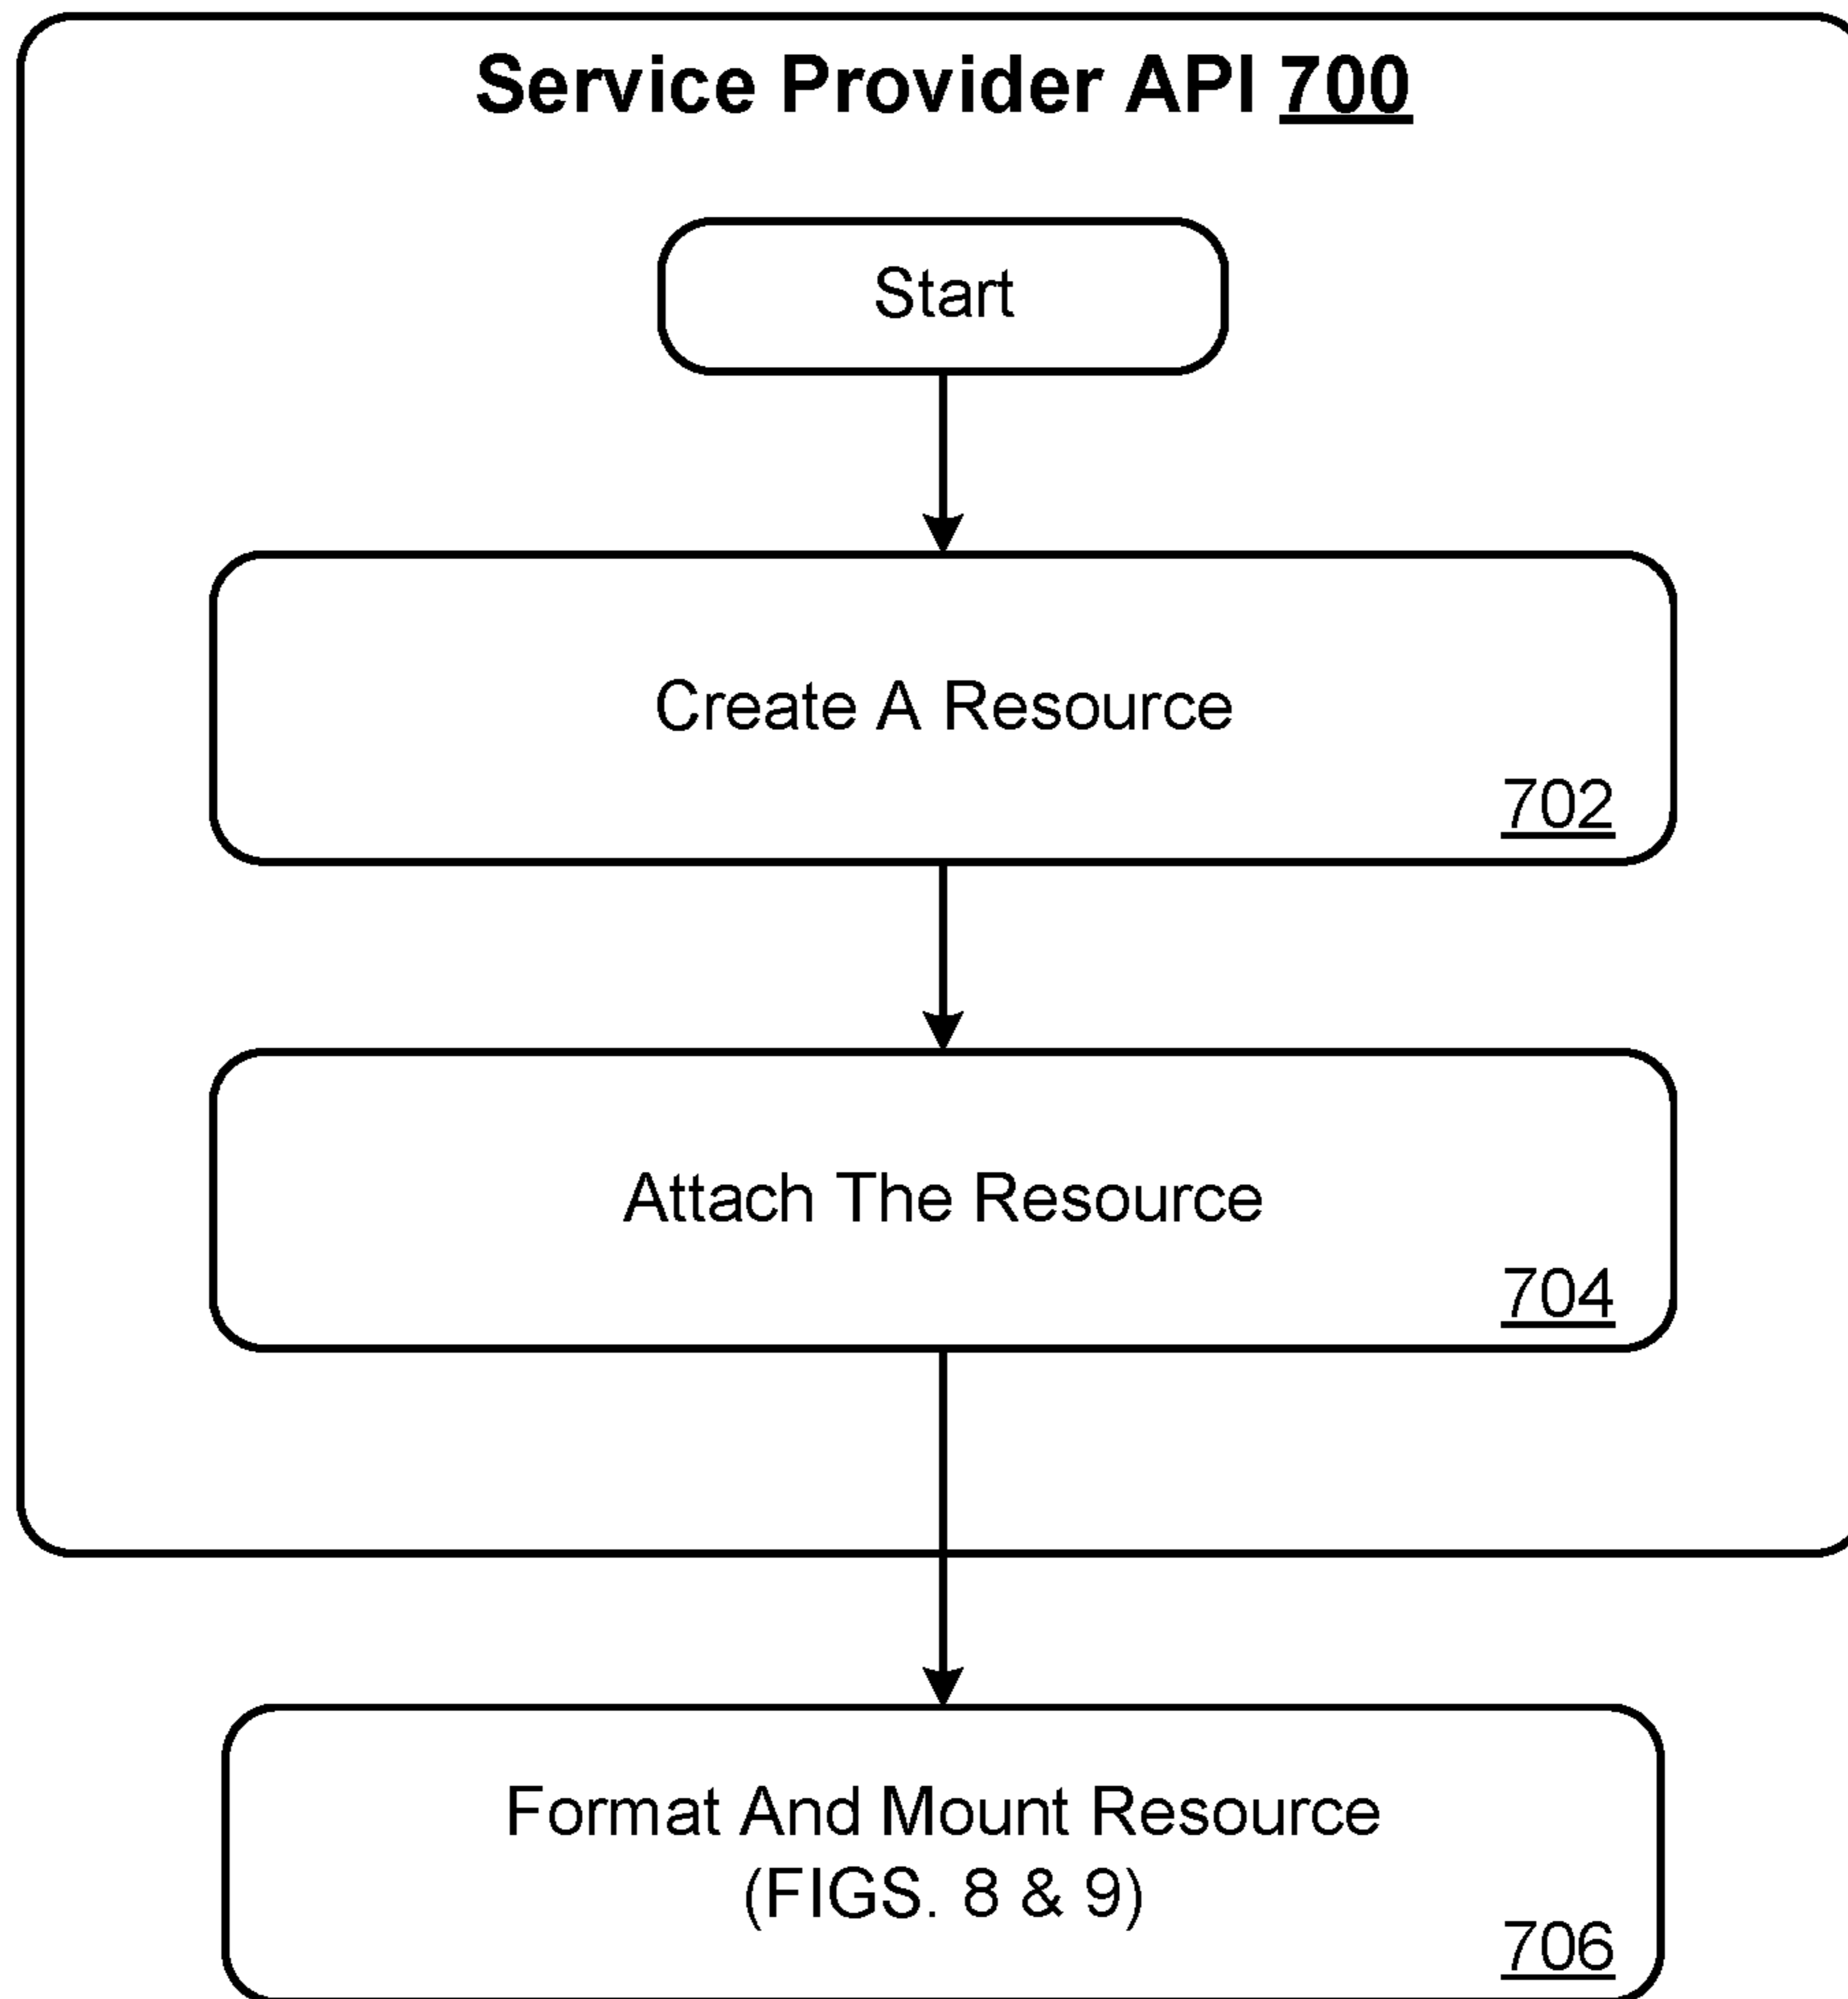 Service Provider API 700
Start
Create A Resource
702
Attach The Resource
704
Format And Mount Resource
(FIGS. 8 & 9)
706